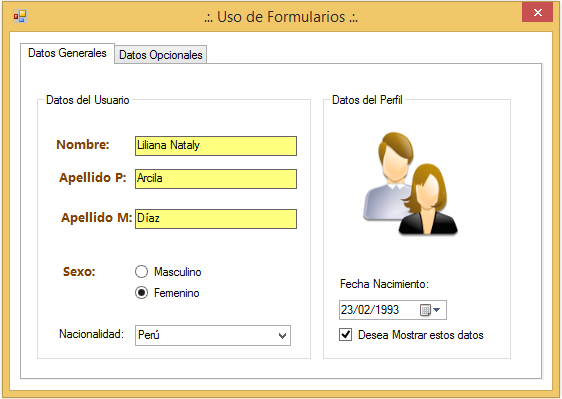 .:. Uso de Formularios .:.
Datos Generales
Datos Opcionales
Datos del Usuario
Nombre: Liliana Nataly
Apellido P: Arcila
Apellido M: Díaz
Sexo:
Masculino
Femenino
Nacionalidad: Perú
Datos del Perfil
Fecha Nacimiento:
23/02/1993
Desea Mostrar estos datos